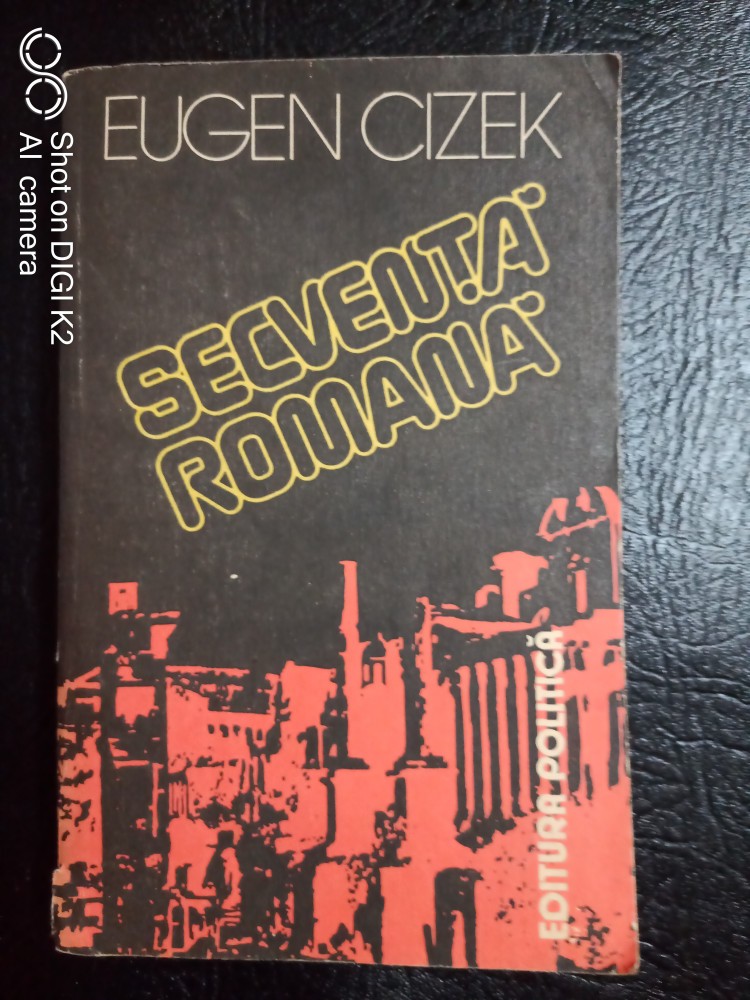 EUGEN CIZEK
SECVENȚĂ
ROMANĂ
EDITURA POLITICĂ
Shot on DIGI K2
AI camera